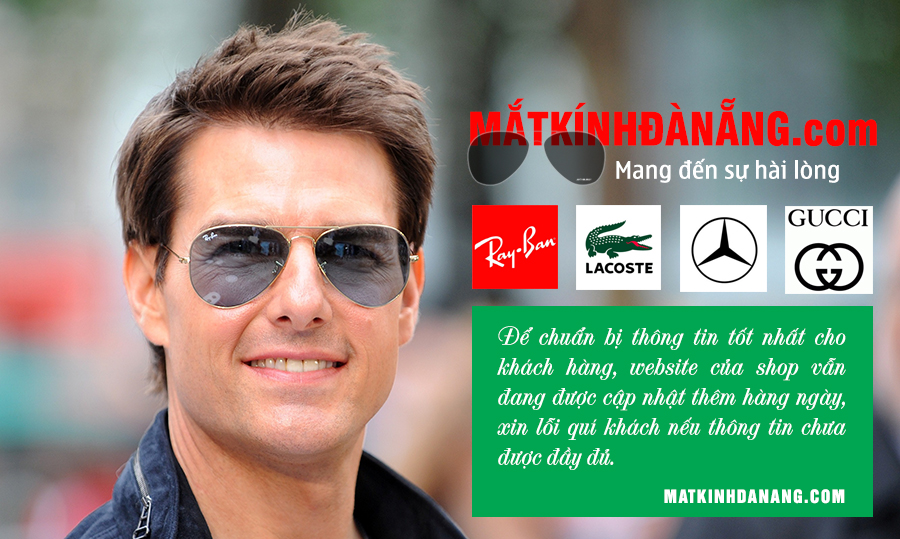 MẮTKÍNHĐÀNẴNG.com
Mang đến sự hài lòng
Ray-Ban
Ray-Ban
LACOSTE
GUCCI
Để chuẩn bị thông tin tốt nhất cho
khách hàng, website của shop vẫn
đang được cập nhật thêm hàng ngày,
xin lỗi quí khách nếu thông tin chưa
được đầy đủ.
MATKINHDANANG.COM